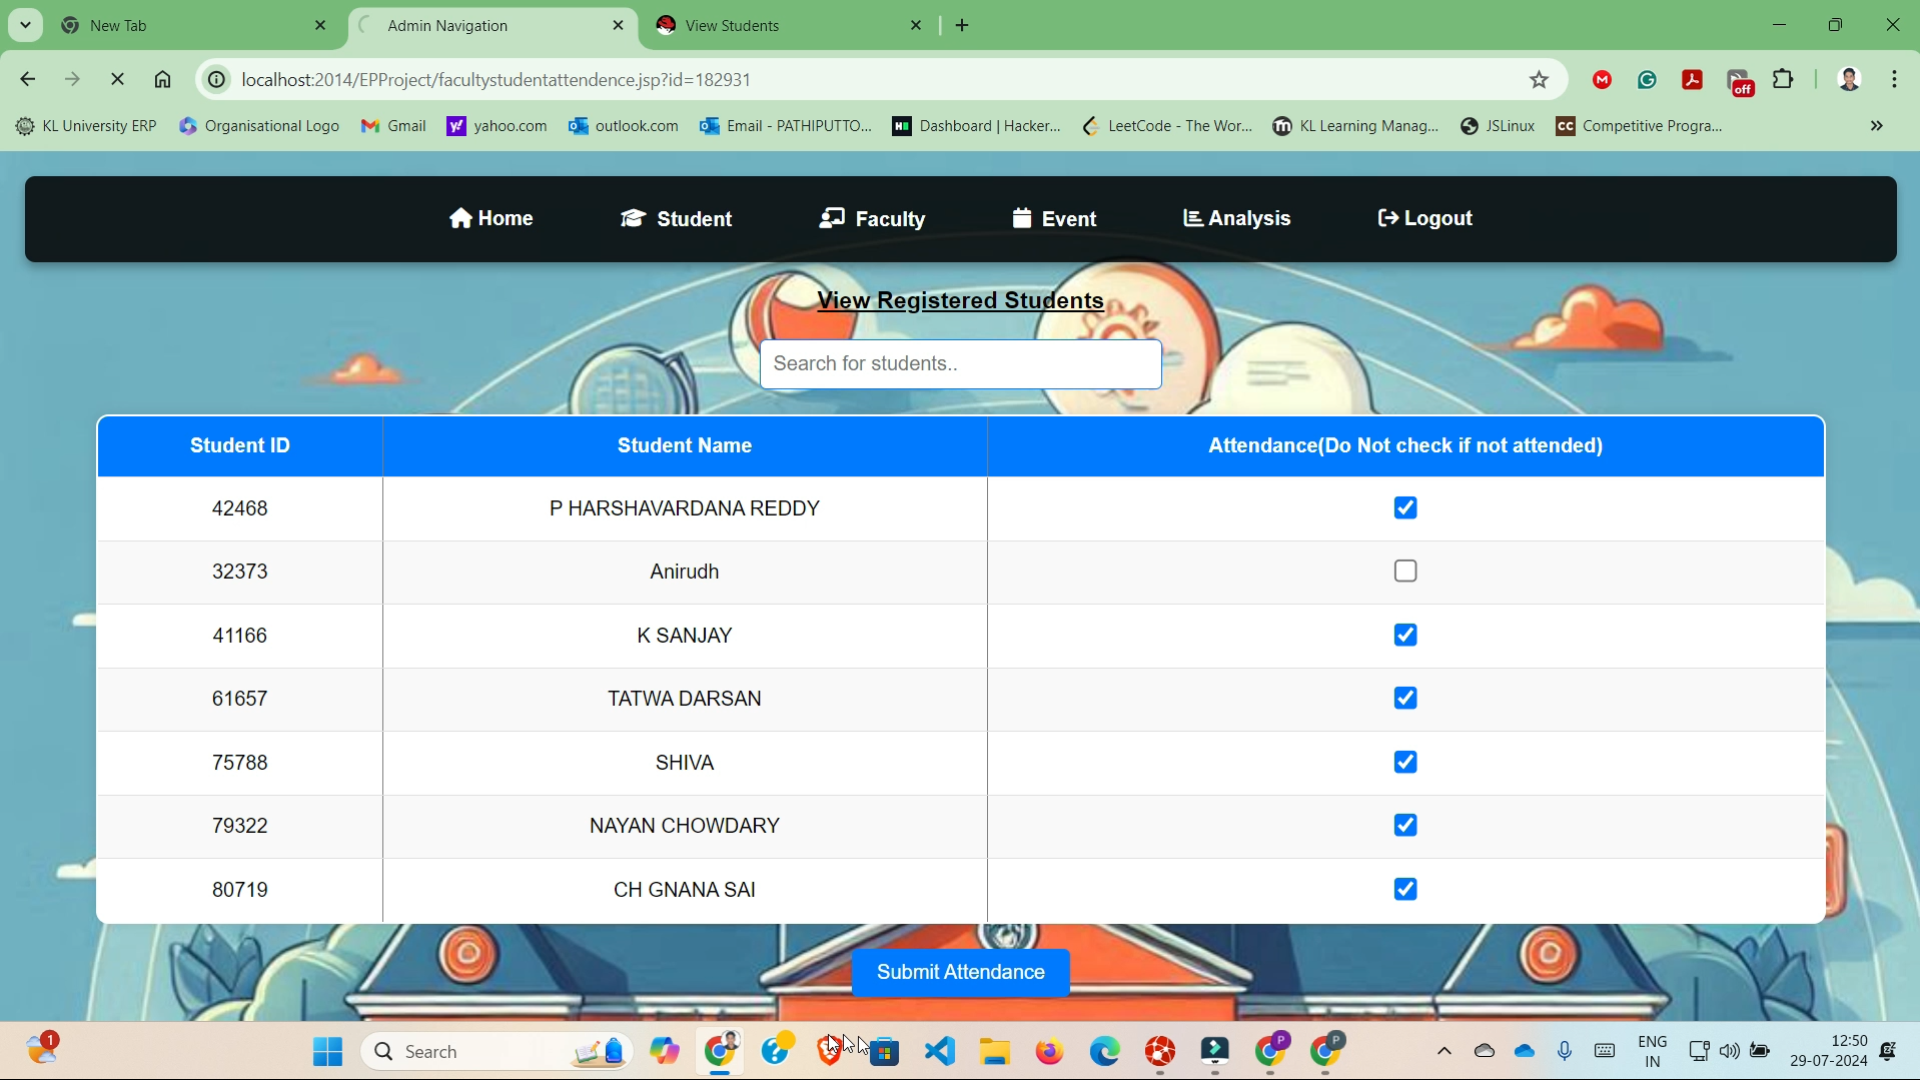 New Tab
Admin Navigation
View Students
localhost:2014/EPProject/facultystudentattendence.jsp?id=182931
off
KL University ERP
Organisational Logo
Gmail
yahoo.com
outlook.com
Email - PATHIPUTTO...
Dashboard | Hacker...
LeetCode - The Wor...
KL Learning Manag...
JSLinux
CC Competitive Progra...
Home
Student
Faculty
Event
Analysis
Logout
View Registered Students
Search for students..
Student ID
Student Name
Attendance(Do Not check if not attended)
42468
P HARSHAVARDANA REDDY
32373
Anirudh
41166
K SANJAY
61657
TATWA DARSAN
75788
SHIVA
79322
NAYAN CHOWDARY
80719
CH GNANA SAI
Submit Attendance
1
Search
P
P
ENG
IN
12:50
29-07-2024